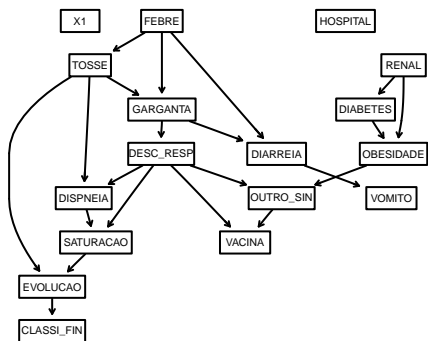 X1 FEBRE HOSPITAL
TOSSE RENAL
GARGANTA DIABETES
DESC_RESP DIARREIA OBESIDADE
DISPNEIA OUTRO_SIN VOMITO
SATURACAO VACINA
EVOLUCAO
CLASSI_FIN